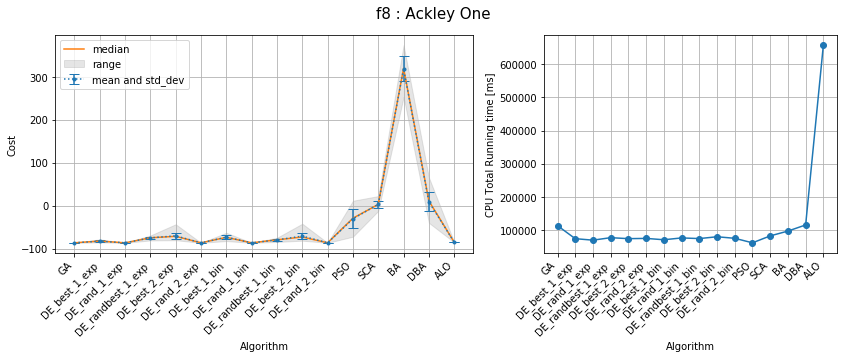 f8 : Ackley One
median
range
mean and std_dev
Cost
300
200
100
0
−100
GA
DE_best_1_exp
DE_rand_1_exp
DE_randbest_1_exp
DE_best_2_exp
DE_rand_2_exp
DE_best_1_bin
DE_rand_1_bin
DE_randbest_1_bin
DE_best_2_bin
DE_rand_2_bin
PSO
SCA
BA
DBA
ALO
Algorithm
CPU Total Running time [ms]
600000
500000
400000
300000
200000
100000
GA
DE_best_1_exp
DE_rand_1_exp
DE_randbest_1_exp
DE_best_2_exp
DE_rand_2_exp
DE_best_1_bin
DE_rand_1_bin
DE_randbest_1_bin
DE_best_2_bin
DE_rand_2_bin
PSO
SCA
BA
DBA
ALO
Algorithm